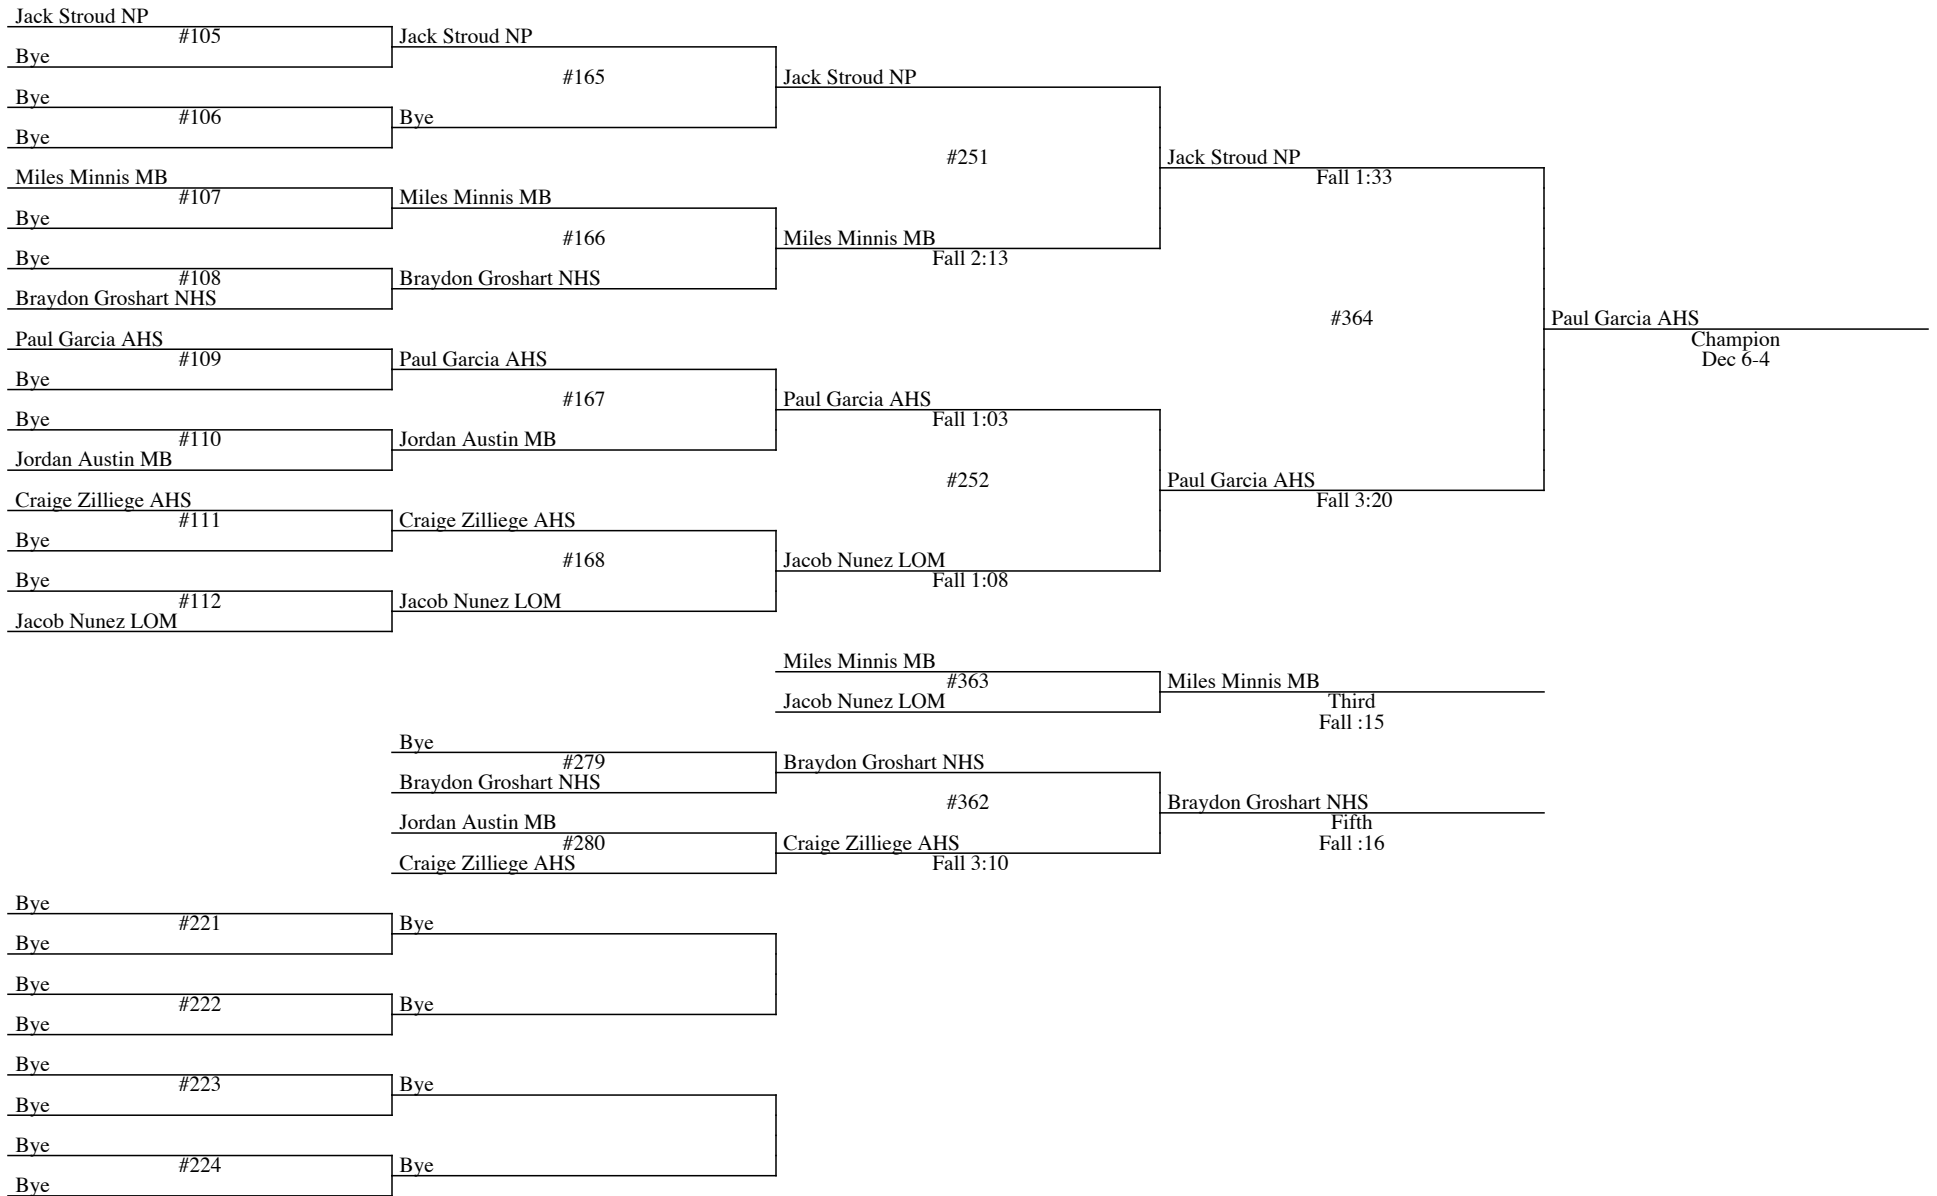 Jack Stroud NP
#105
Jack Stroud NP
Bye
#165
Jack Stroud NP
Bye
#106
Bye
Bye
#251
Jack Stroud NP
Fall 1:33
Miles Minnis MB
#107
Miles Minnis MB
Bye
#166
Miles Minnis MB
Fall 2:13
Bye
#108
Braydon Groshart NHS
Braydon Groshart NHS
#364
Paul Garcia AHS
Champion
Dec 6-4
Paul Garcia AHS
#109
Paul Garcia AHS
Bye
#167
Paul Garcia AHS
Fall 1:03
Bye
#110
Jordan Austin MB
Jordan Austin MB
#252
Paul Garcia AHS
Fall 3:20
Craige Zilliege AHS
#111
Craige Zilliege AHS
Bye
#168
Jacob Nunez LOM
Fall 1:08
Bye
#112
Jacob Nunez LOM
Jacob Nunez LOM
Miles Minnis MB
#363
Miles Minnis MB
Jacob Nunez LOM
Third
Fall :15
Bye
#279
Braydon Groshart NHS
Braydon Groshart NHS
#362
Braydon Groshart NHS
Fifth
Fall :16
Jordan Austin MB
#280
Craige Zilliege AHS
Craige Zilliege AHS
Fall 3:10
Bye
#221
Bye
Bye
Bye
#222
Bye
Bye
Bye
#223
Bye
Bye
Bye
#224
Bye
Bye